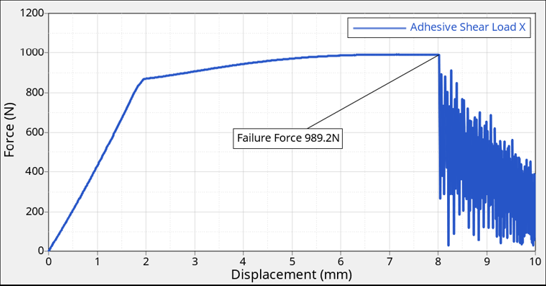 Adhesive Shear Load X
Force (N)
1200
1000
800
600
400
200
0
Failure Force 989.2N
0 1 2 3 4 5 6 7 8 9 10
Displacement (mm)